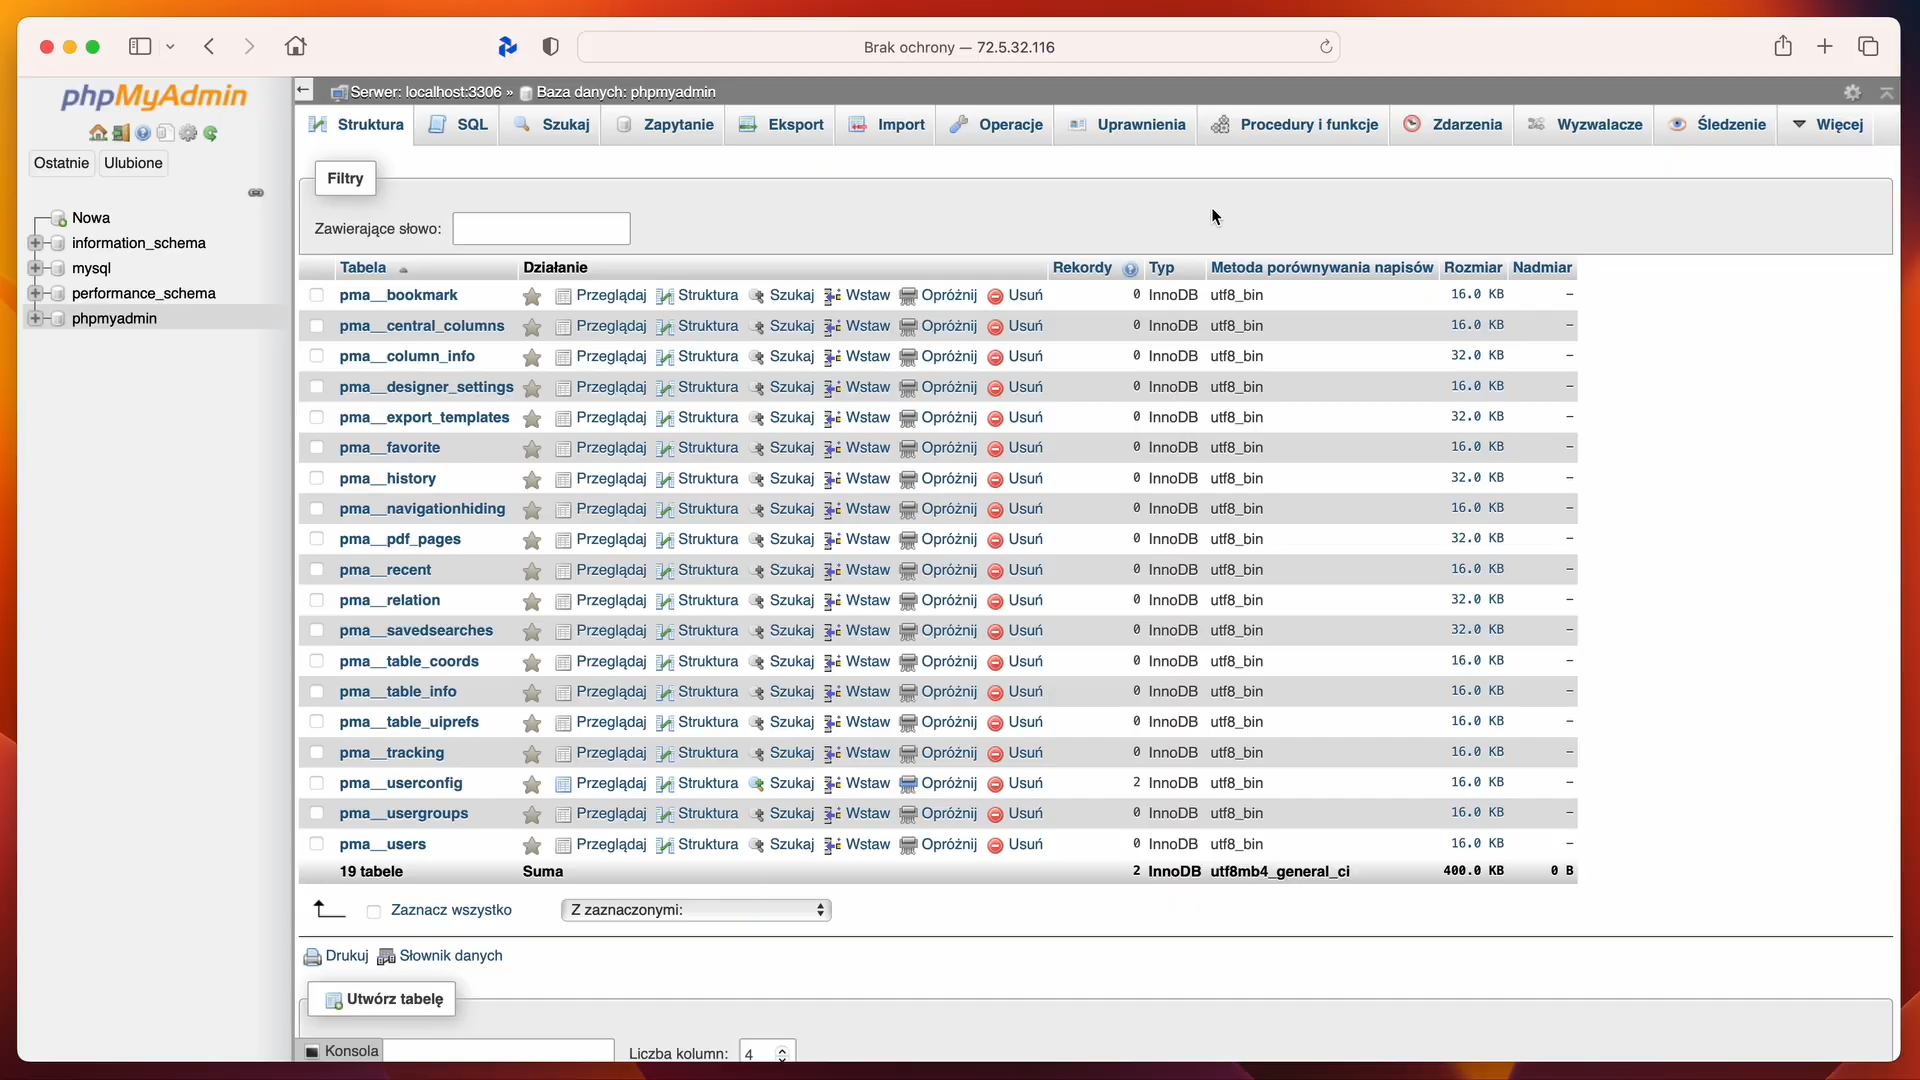 Brak ochrony — 72.5.32.116
phpMyAdmin
Ostatnie Ulubione
Nowa
information_schema
mysql
performance_schema
phpmyadmin
Serwer: localhost:3306 » Baza danych: phpmyadmin
Struktura SQL Szukaj Zapytanie Eksport Import Operacje Uprawnienia Procedury i funkcje Zdarzenia Wyzwalacze Śledzenie Więcej
Filtry
Zawierające słowo:
Tabela Działanie Rekordy Typ Metoda porównywania napisów Rozmiar Nadmiar
pma__bookmark Przeglądaj Struktura Szukaj Wstaw Opróżnij Usuń 0 InnoDB utf8_bin 16.0 KB –
pma__central_columns Przeglądaj Struktura Szukaj Wstaw Opróżnij Usuń 0 InnoDB utf8_bin 16.0 KB –
pma__column_info Przeglądaj Struktura Szukaj Wstaw Opróżnij Usuń 0 InnoDB utf8_bin 32.0 KB –
pma__designer_settings Przeglądaj Struktura Szukaj Wstaw Opróżnij Usuń 0 InnoDB utf8_bin 16.0 KB –
pma__export_templates Przeglądaj Struktura Szukaj Wstaw Opróżnij Usuń 0 InnoDB utf8_bin 32.0 KB –
pma__favorite Przeglądaj Struktura Szukaj Wstaw Opróżnij Usuń 0 InnoDB utf8_bin 16.0 KB –
pma__history Przeglądaj Struktura Szukaj Wstaw Opróżnij Usuń 0 InnoDB utf8_bin 32.0 KB –
pma__navigationhiding Przeglądaj Struktura Szukaj Wstaw Opróżnij Usuń 0 InnoDB utf8_bin 16.0 KB –
pma__pdf_pages Przeglądaj Struktura Szukaj Wstaw Opróżnij Usuń 0 InnoDB utf8_bin 32.0 KB –
pma__recent Przeglądaj Struktura Szukaj Wstaw Opróżnij Usuń 0 InnoDB utf8_bin 16.0 KB –
pma__relation Przeglądaj Struktura Szukaj Wstaw Opróżnij Usuń 0 InnoDB utf8_bin 32.0 KB –
pma__savedsearches Przeglądaj Struktura Szukaj Wstaw Opróżnij Usuń 0 InnoDB utf8_bin 32.0 KB –
pma__table_coords Przeglądaj Struktura Szukaj Wstaw Opróżnij Usuń 0 InnoDB utf8_bin 16.0 KB –
pma__table_info Przeglądaj Struktura Szukaj Wstaw Opróżnij Usuń 0 InnoDB utf8_bin 16.0 KB –
pma__table_uiprefs Przeglądaj Struktura Szukaj Wstaw Opróżnij Usuń 0 InnoDB utf8_bin 16.0 KB –
pma__tracking Przeglądaj Struktura Szukaj Wstaw Opróżnij Usuń 0 InnoDB utf8_bin 16.0 KB –
pma__userconfig Przeglądaj Struktura Szukaj Wstaw Opróżnij Usuń 2 InnoDB utf8_bin 16.0 KB –
pma__usergroups Przeglądaj Struktura Szukaj Wstaw Opróżnij Usuń 0 InnoDB utf8_bin 16.0 KB –
pma__users Przeglądaj Struktura Szukaj Wstaw Opróżnij Usuń 0 InnoDB utf8_bin 16.0 KB –
19 tabele Suma 2 InnoDB utf8mb4_general_ci 400.0 KB 0 B
Zaznacz wszystko Z zaznaczonymi:
Drukuj Słownik danych
Utwórz tabelę
Konsola Liczba kolumn: 4